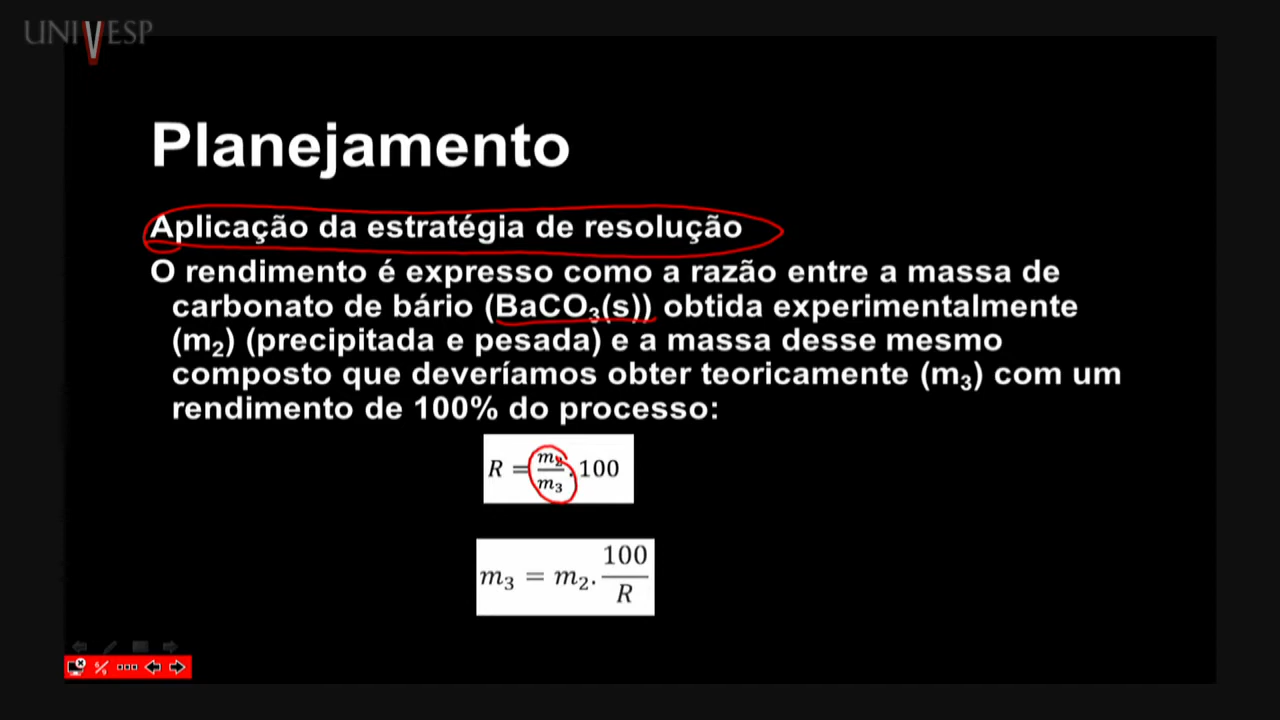 UNIVESP
Planejamento
Aplicação da estratégia de resolução
O rendimento é expresso como a razão entre a massa de
carbonato de bário (BaCO₃(s)) obtida experimentalmente
(m₂) (precipitada e pesada) e a massa desse mesmo
composto que deveríamos obter teoricamente (m₃) com um
rendimento de 100% do processo:
R = m₂/m₃ . 100
m₃ = m₂. 100/R